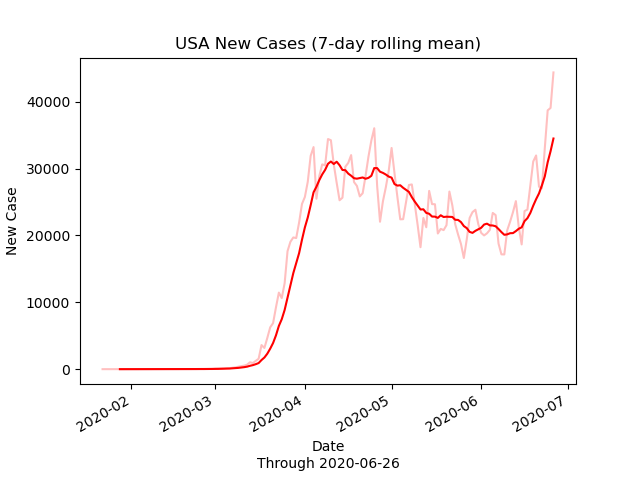 USA New Cases (7-day rolling mean)
New Case
40000
30000
20000
10000
0
2020-02
2020-03
2020-04
2020-05
2020-06
2020-07
Date
Through 2020-06-26